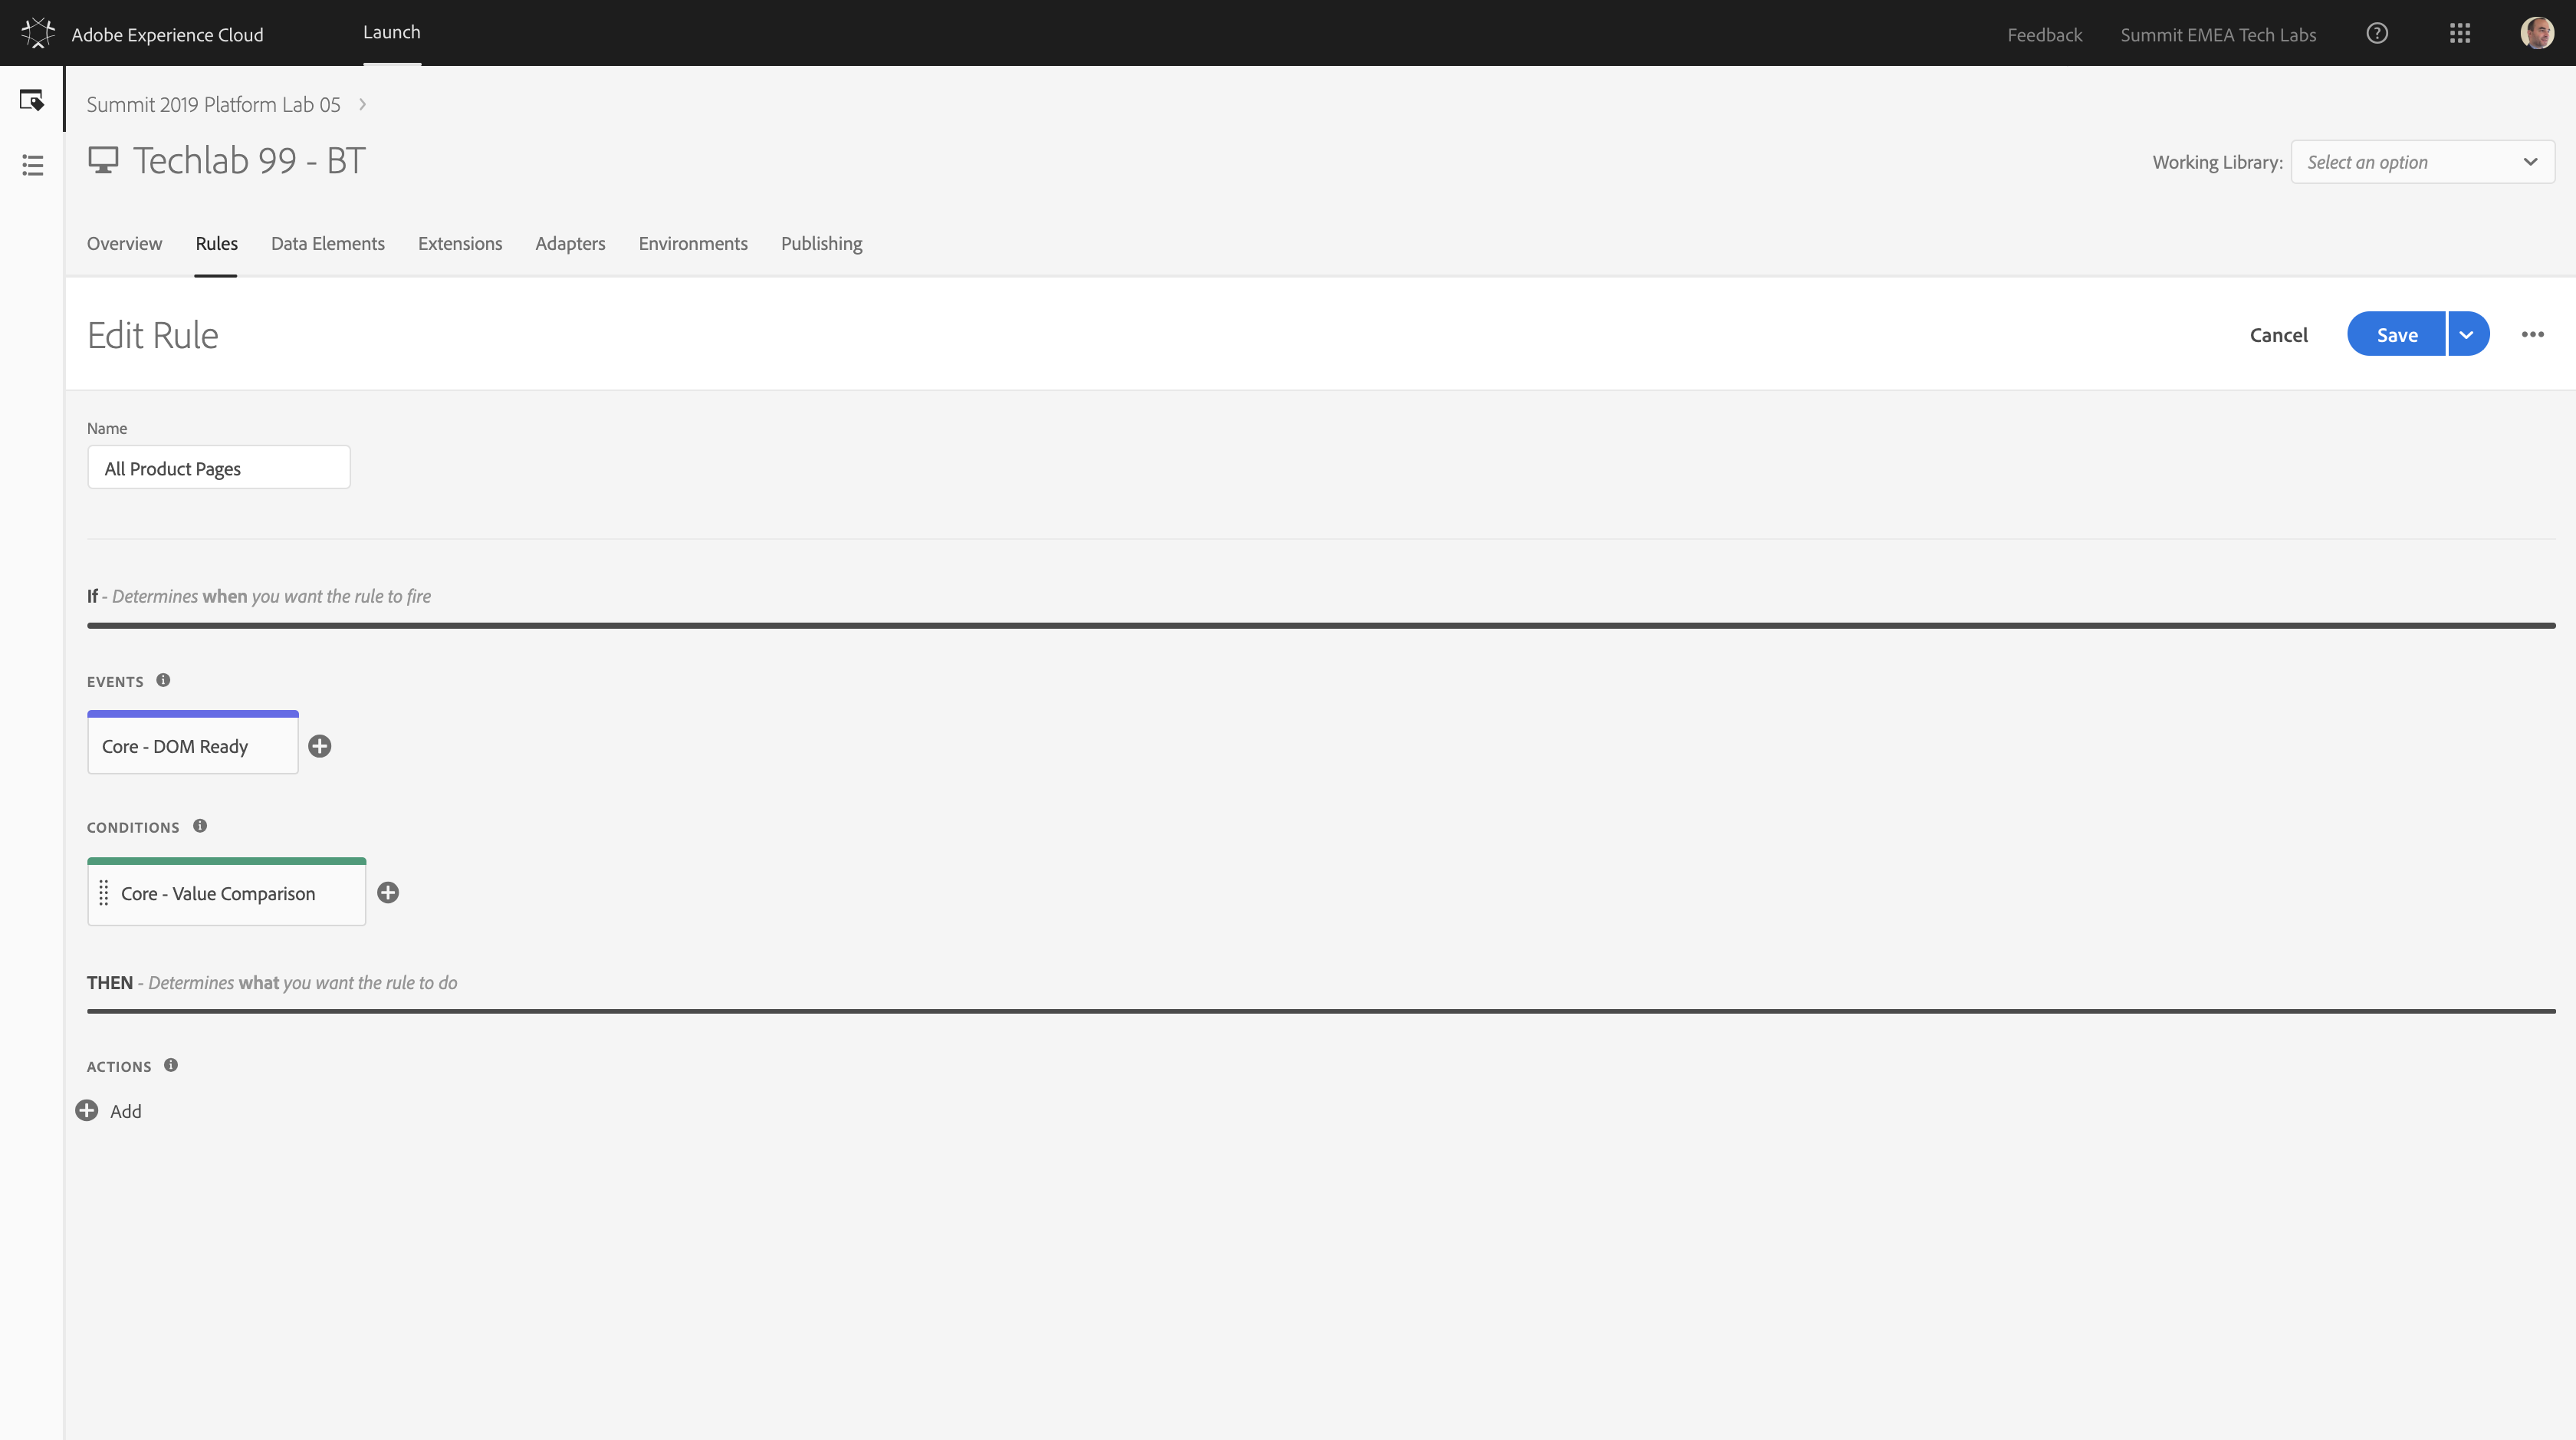 Adobe Experience Cloud
Launch
Feedback
Summit EMEA Tech Labs
Summit 2019 Platform Lab 05
Techlab 99 - BT
Working Library:
Select an option
Overview
Rules
Data Elements
Extensions
Adapters
Environments
Publishing
Edit Rule
Cancel
Save
Name
All Product Pages
If - Determines when you want the rule to fire
EVENTS
Core - DOM Ready
CONDITIONS
Core - Value Comparison
THEN - Determines what you want the rule to do
ACTIONS
Add